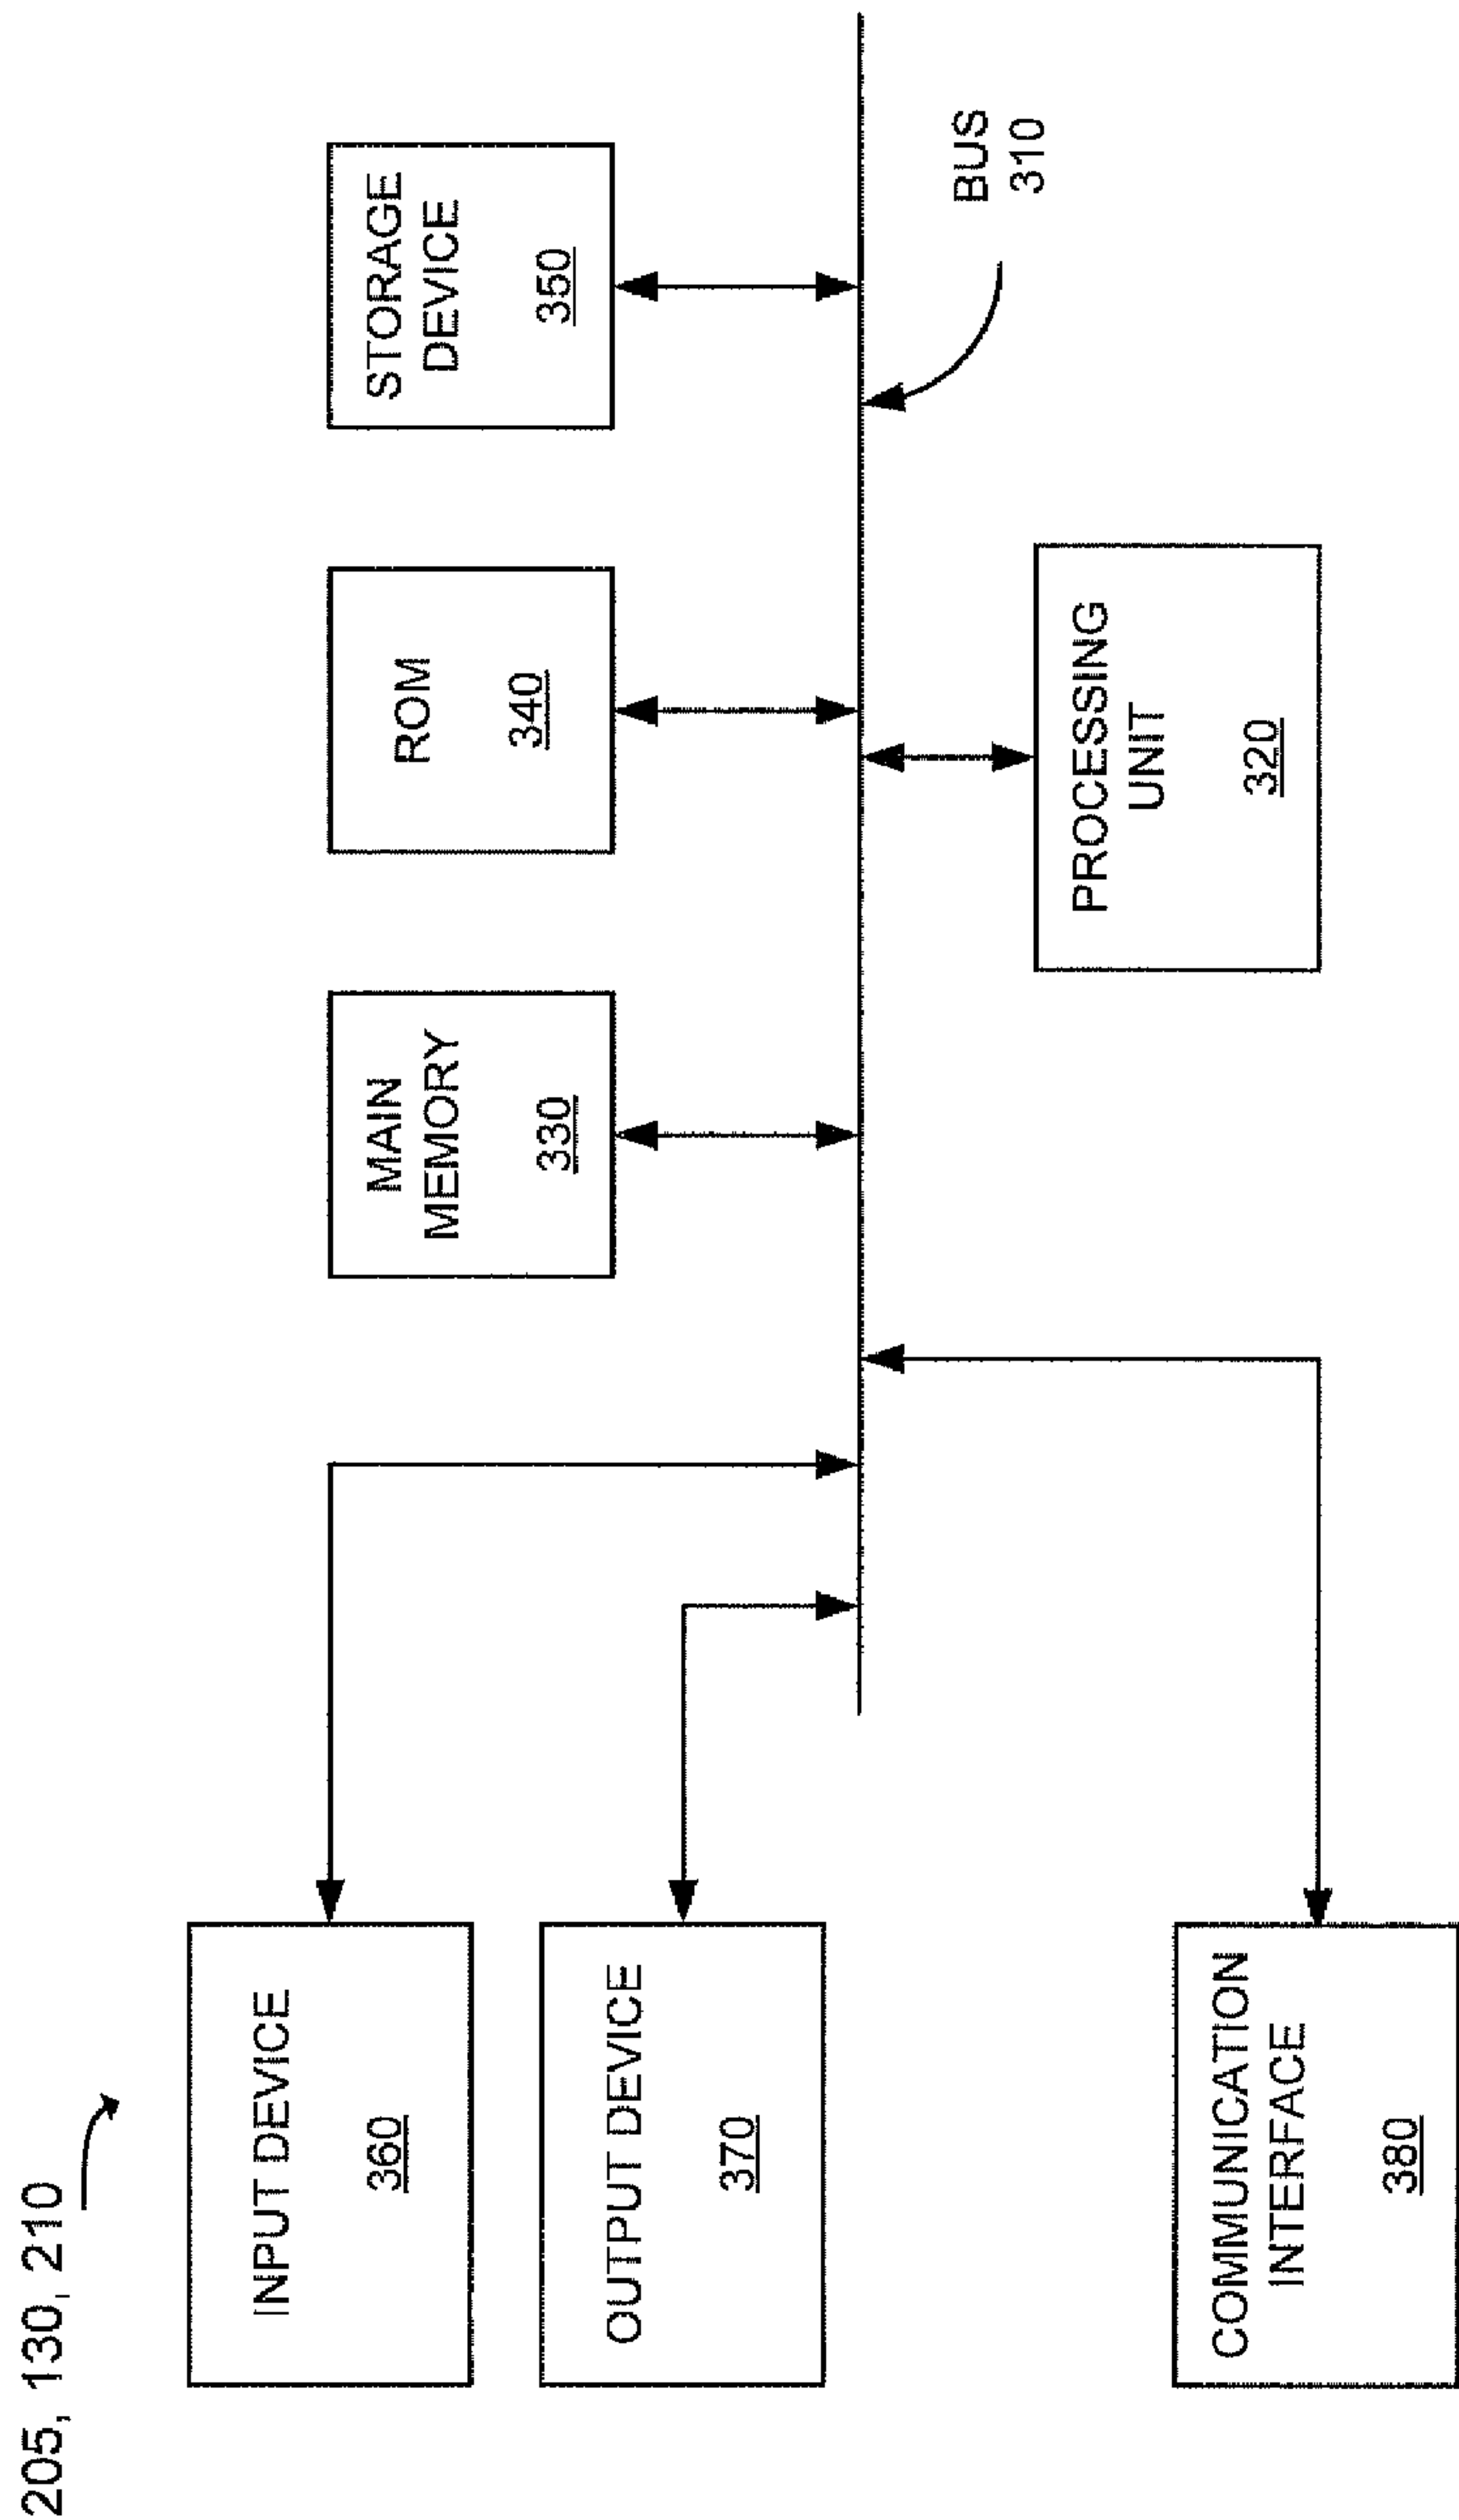 205, 130, 210
INPUT DEVICE
360
OUTPUT DEVICE
370
COMMUNICATION
INTERFACE
380
MAIN
MEMORY
330
ROM
340
STORAGE
DEVICE
350
PROCESSING
UNIT
320
BUS
310